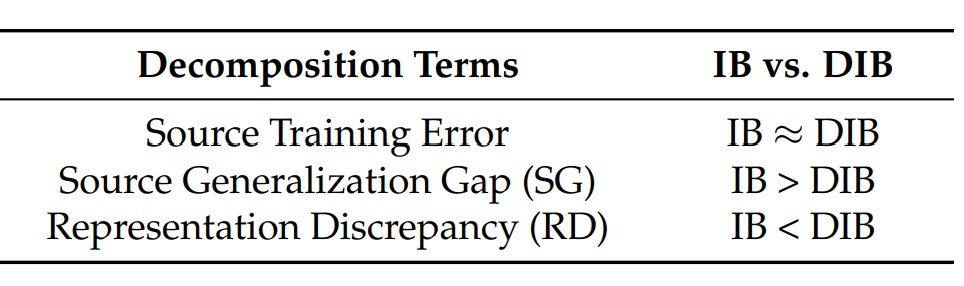 Decomposition Terms IB vs. DIB
Source Training Error IB ≈ DIB
Source Generalization Gap (SG) IB > DIB
Representation Discrepancy (RD) IB < DIB